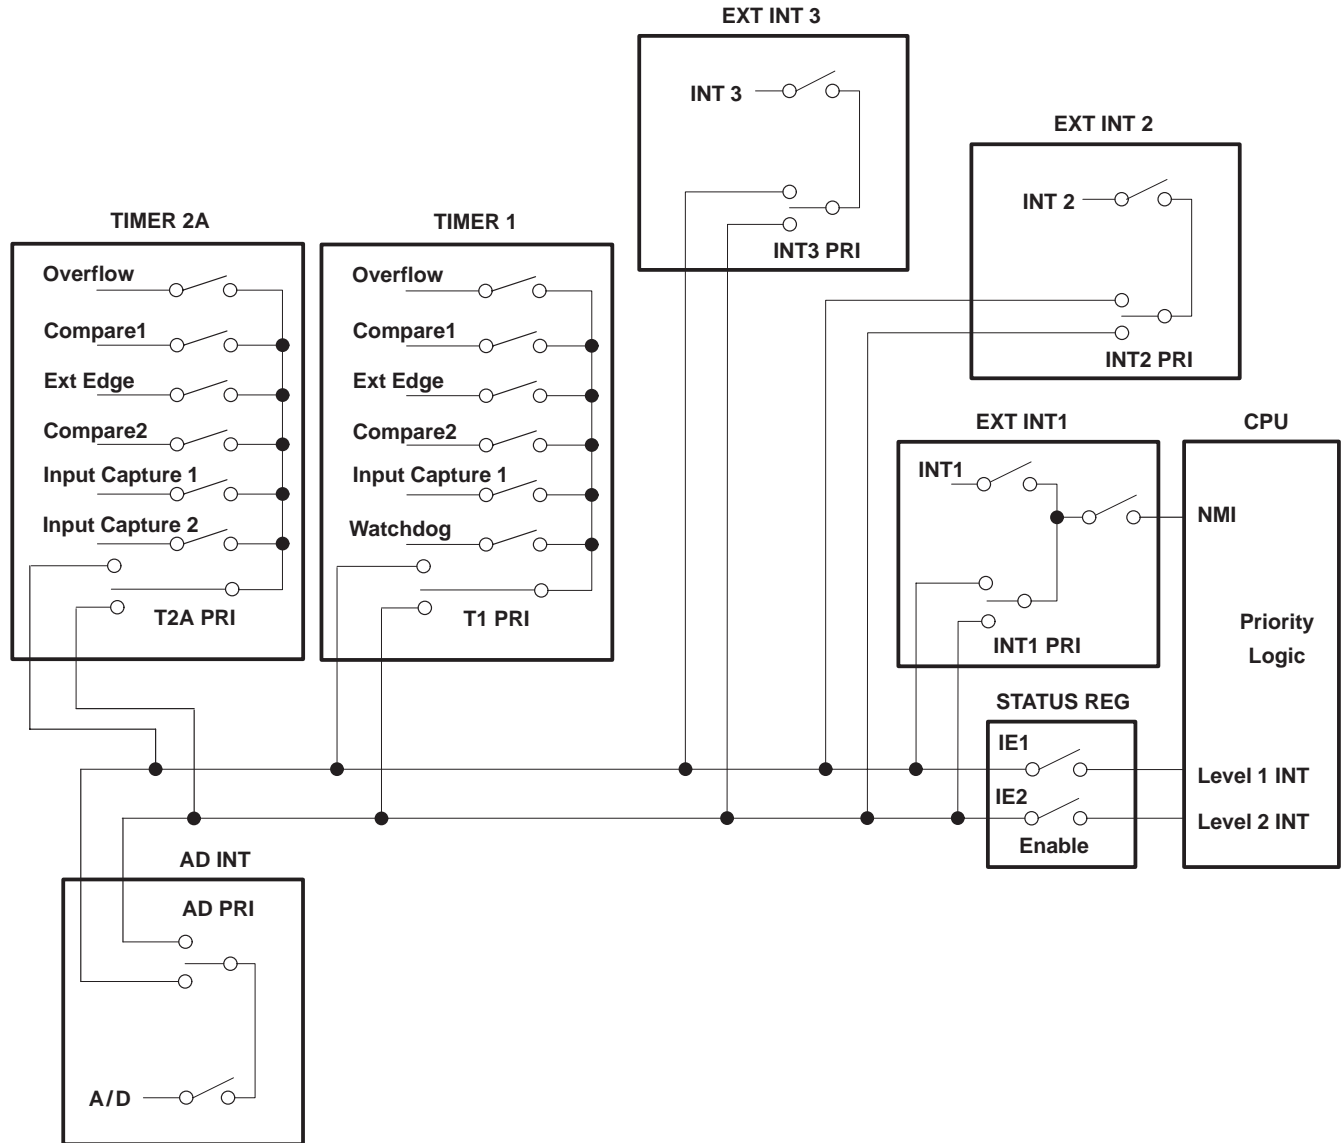 EXT INT 3
INT 3
INT3 PRI
EXT INT 2
INT 2
INT2 PRI
TIMER 2A
Overflow
Compare1
Ext Edge
Compare2
Input Capture 1
Input Capture 2
T2A PRI
TIMER 1
Overflow
Compare1
Ext Edge
Compare2
Input Capture 1
Watchdog
T1 PRI
EXT INT1
INT1
INT1 PRI
CPU
NMI
Priority
Logic
Level 1 INT
Level 2 INT
STATUS REG
IE1
IE2
Enable
AD INT
AD PRI
A/D